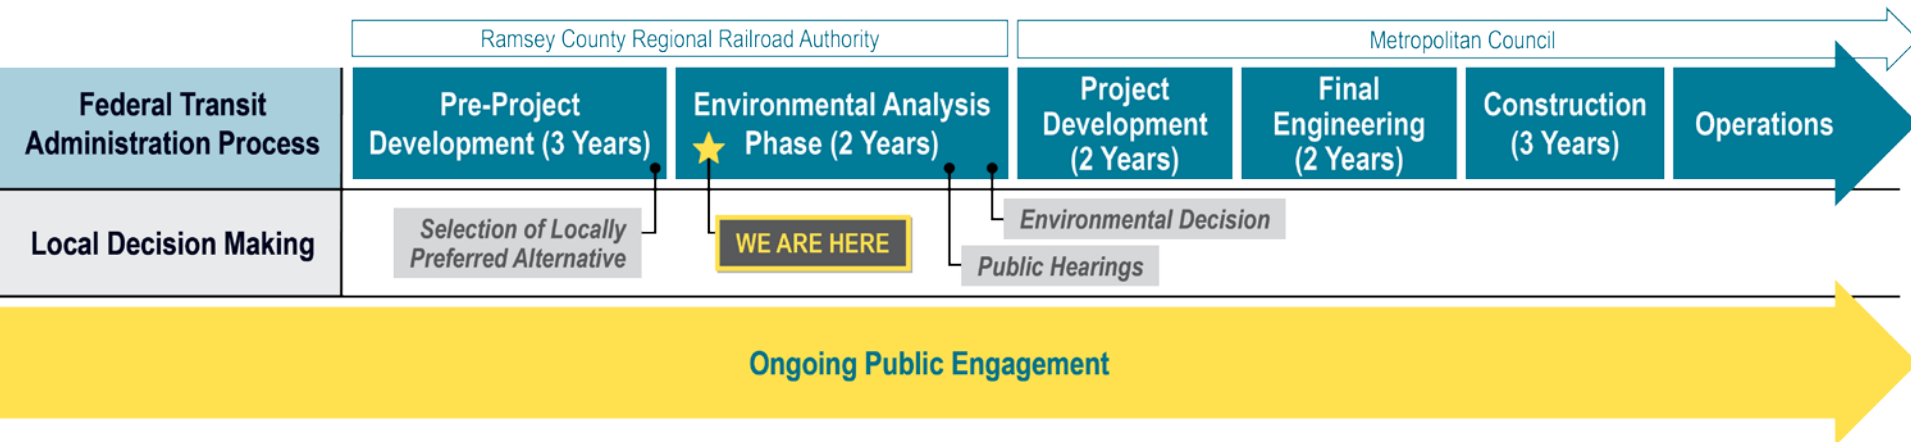 Ramsey County Regional Railroad Authority
Metropolitan Council
Federal Transit
Administration Process
Pre-Project
Development (3 Years)
Environmental Analysis
Phase (2 Years)
Project
Development
(2 Years)
Final
Engineering
(2 Years)
Construction
(3 Years)
Operations
Local Decision Making
Selection of Locally
Preferred Alternative
WE ARE HERE
Environmental Decision
Public Hearings
Ongoing Public Engagement